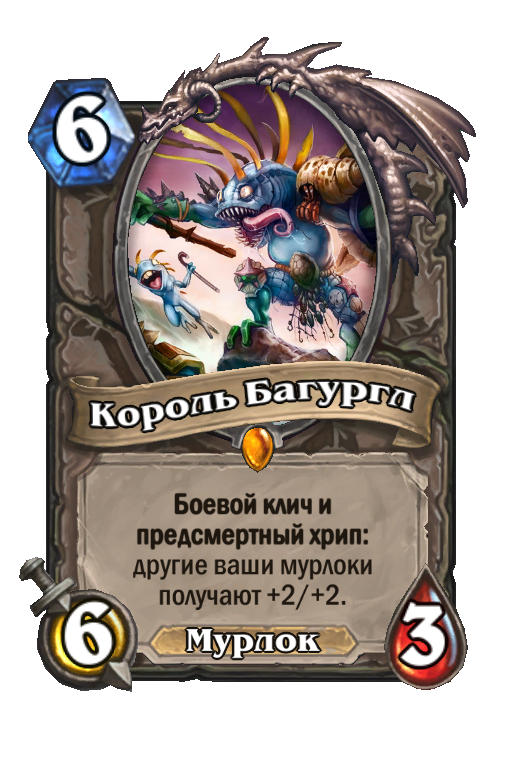 6
Король Багургл
Боевой клич и
предсмертный хрип:
другие ваши мурлоки
получают +2/+2.
6
Мурлок
3